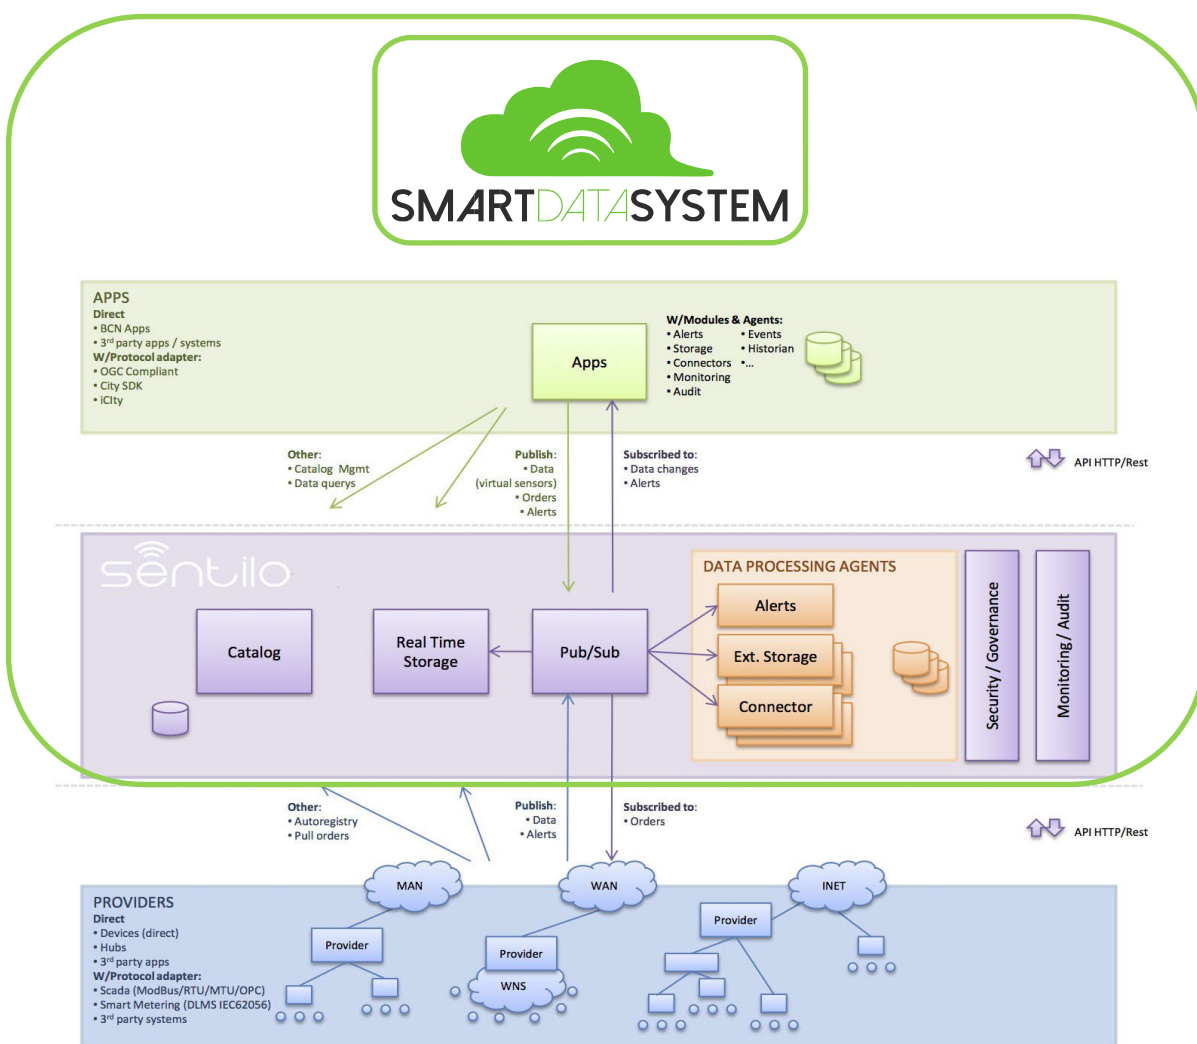 SMARTDATASYSTEM
APPS
Direct
• BCN Apps
• 3rd party apps / systems
W/Protocol adapter:
• OGC Compliant
• City SDK
• iCIty
Apps
W/Modules & Agents:
• Alerts
• Storage
• Connectors
• Monitoring
• Audit
• Events
• Historian
•...
Other:
• Catalog Mgmt
• Data querys
Publish:
• Data
(virtual sensors)
• Orders
• Alerts
Subscribed to:
• Data changes
• Alerts
API HTTP/Rest
sentilo
Catalog
Real Time
Storage
Pub/Sub
DATA PROCESSING AGENTS
Alerts
Ext. Storage
Connector
Security / Governance
Monitoring / Audit
Other:
• Autoregistry
• Pull orders
Publish:
• Data
• Alerts
Subscribed to:
• Orders
API HTTP/Rest
PROVIDERS
Direct
• Devices (direct)
• Hubs
• 3rd party apps
W/Protocol adapter:
• Scada (ModBus/RTU/MTU/OPC)
• Smart Metering (DLMS IEC62056)
• 3rd party systems
MAN
Provider
WAN
Provider
WNS
INET
Provider